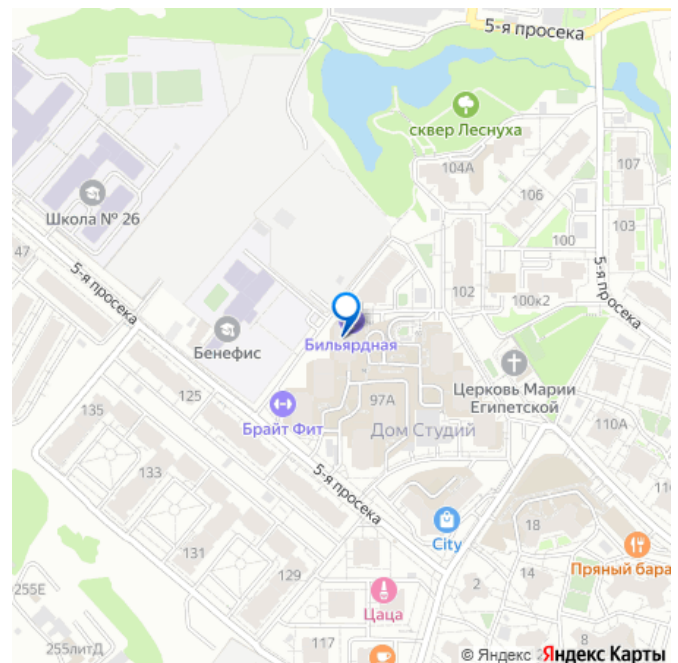 5-я просека
сквер Леснуха
104А
107
106
Школа № 26
103
100
47
5-я просека
5-я просека
102
100к2
Бильярдная
Бенефис
Церковь Марии
Египетской
125
97А
135
Брайт Фит
Дом Студий
110А
133
5-я просека
18
City
131
Пряный бара
14
129
2
255Е
Цаца
8
117
255литД
© Яндекс
Яндекс Карты